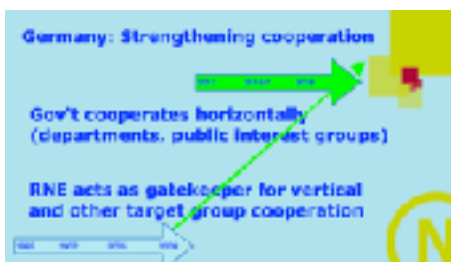 Germany: Strengthening cooperation
Gov't cooperates horizontally
(departments, public interest groups)
RNE acts as gatekeeper for vertical
and other target group cooperation
N